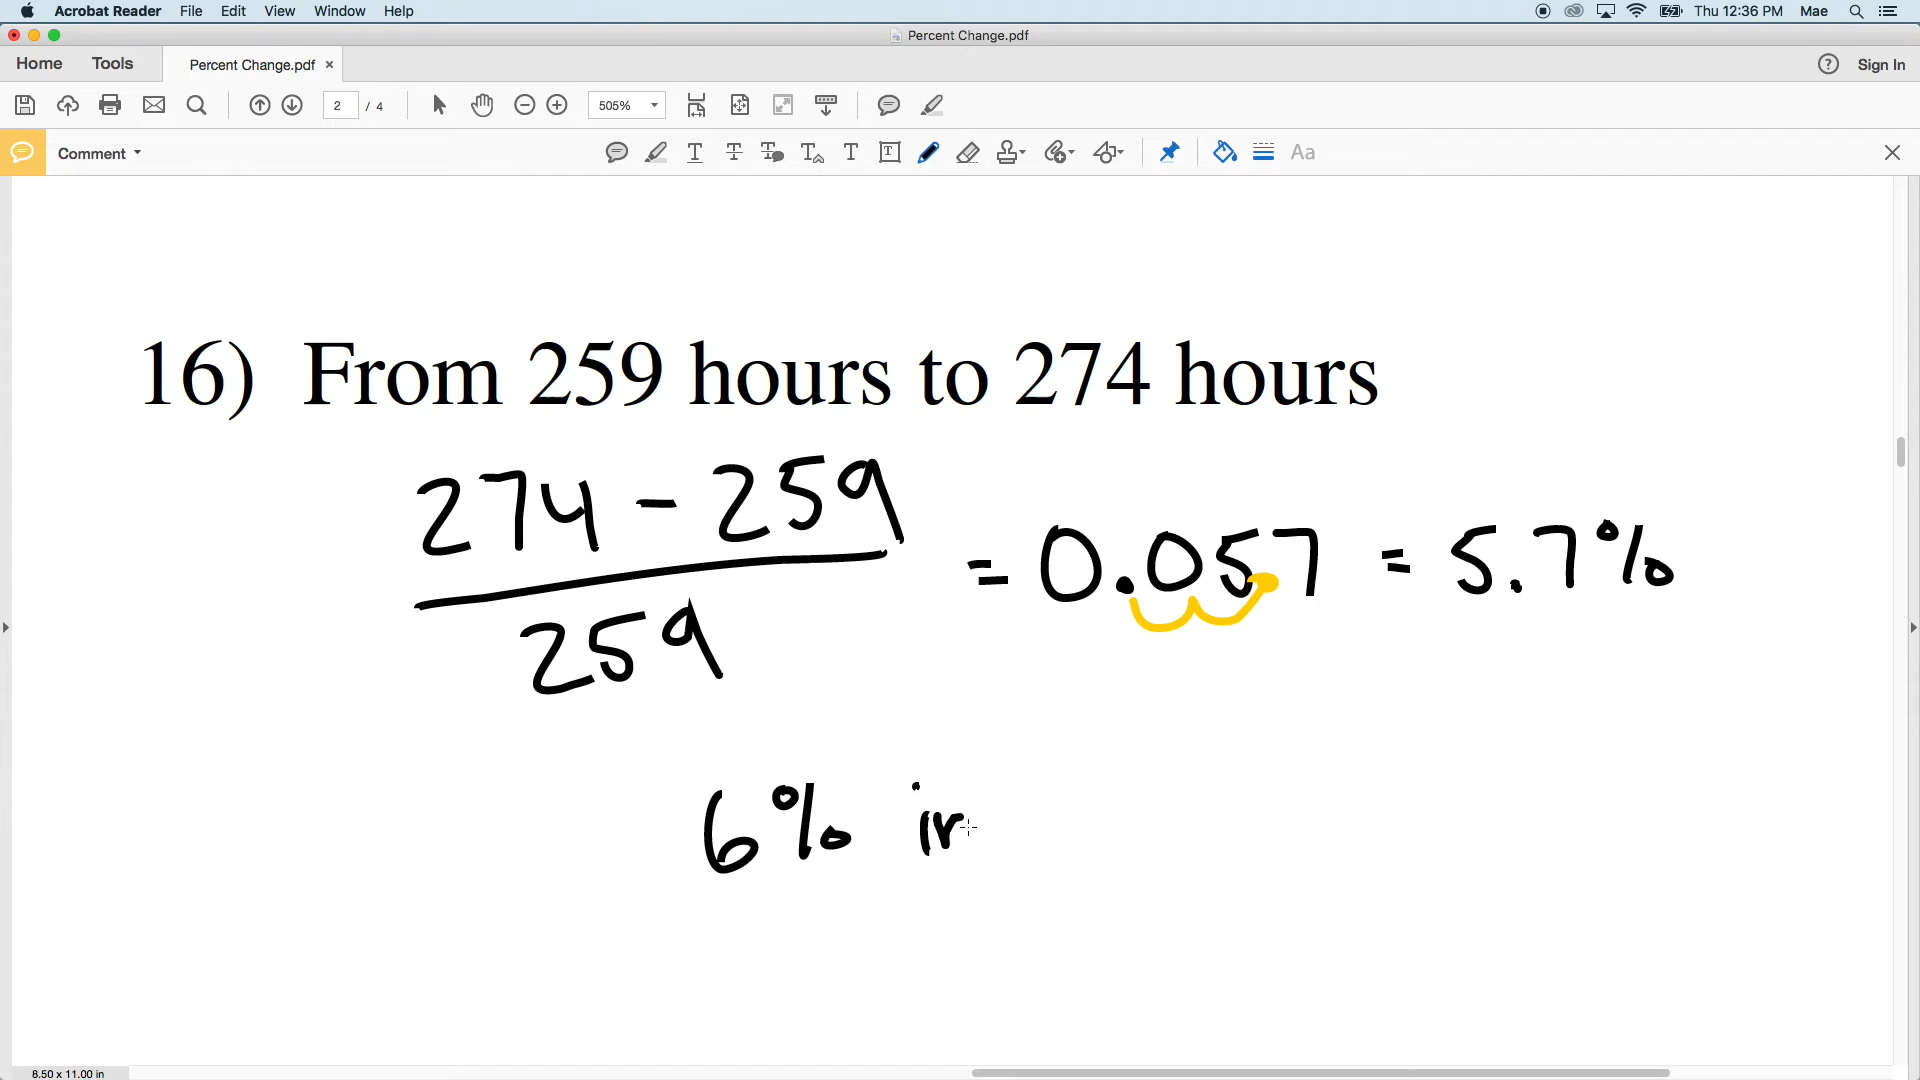 Acrobat Reader File Edit View Window Help Thu 12:36 PM Mae
Percent Change.pdf
Home Tools Percent Change.pdf × ? Sign In
2 / 4 505%
Comment T T T T T T Aa
16) From 259 hours to 274 hours
274 - 259
= 0.057 = 5.7%
259
6% in
8.50 x 11.00 in